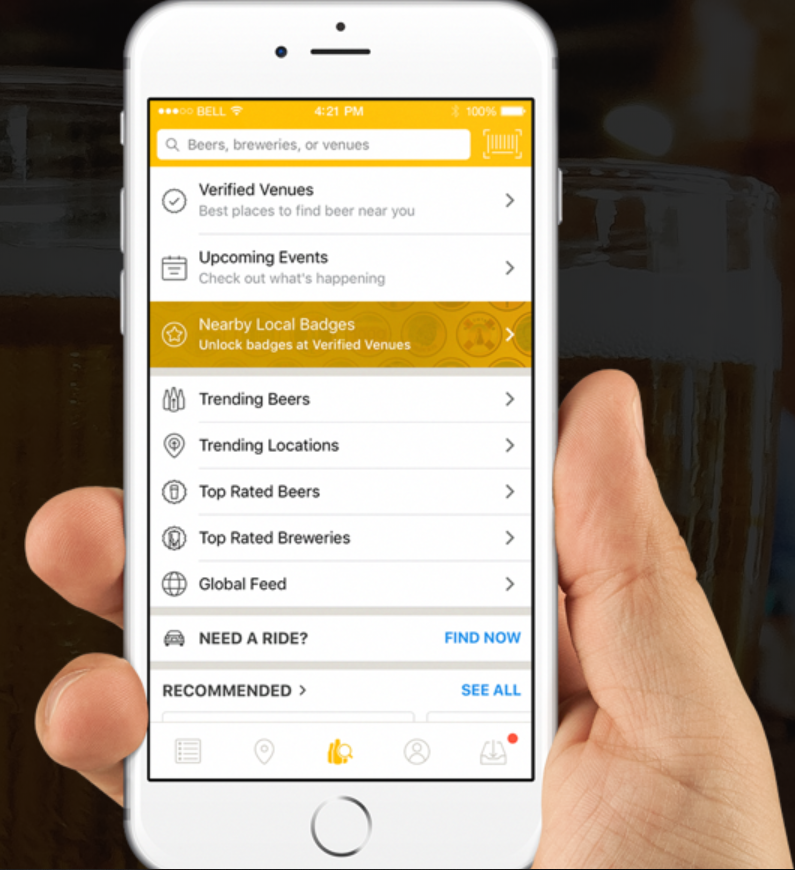 BELL 4:21 PM 100%
Beers, breweries, or venues
Verified Venues
Best places to find beer near you
Upcoming Events
Check out what's happening
Nearby Local Badges
Unlock badges at Verified Venues
Trending Beers
Trending Locations
Top Rated Beers
Top Rated Breweries
Global Feed
NEED A RIDE? FIND NOW
RECOMMENDED > SEE ALL